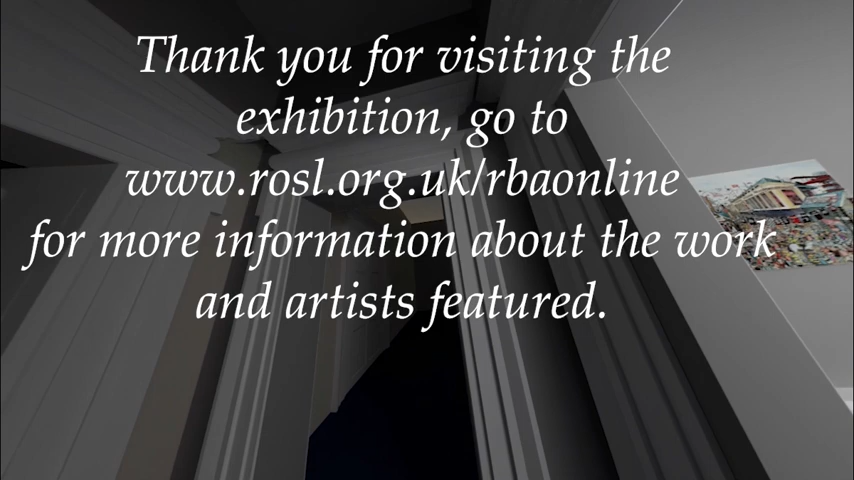 Thank you for visiting the
exhibition, go to
www.rosl.org.uk/rbaonline
for more information about the work
and artists featured.